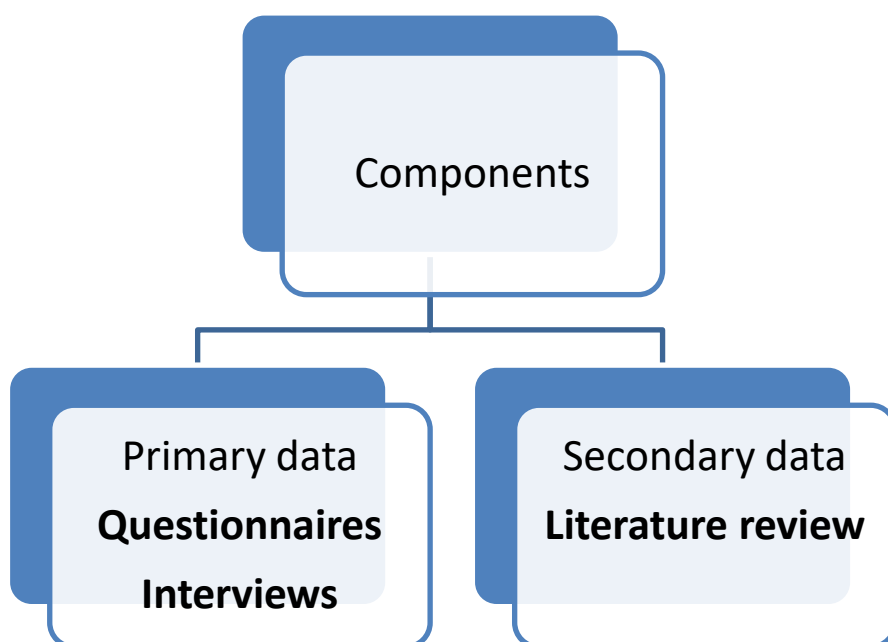 Components
Primary data
Questionnaires
Interviews
Secondary data
Literature review